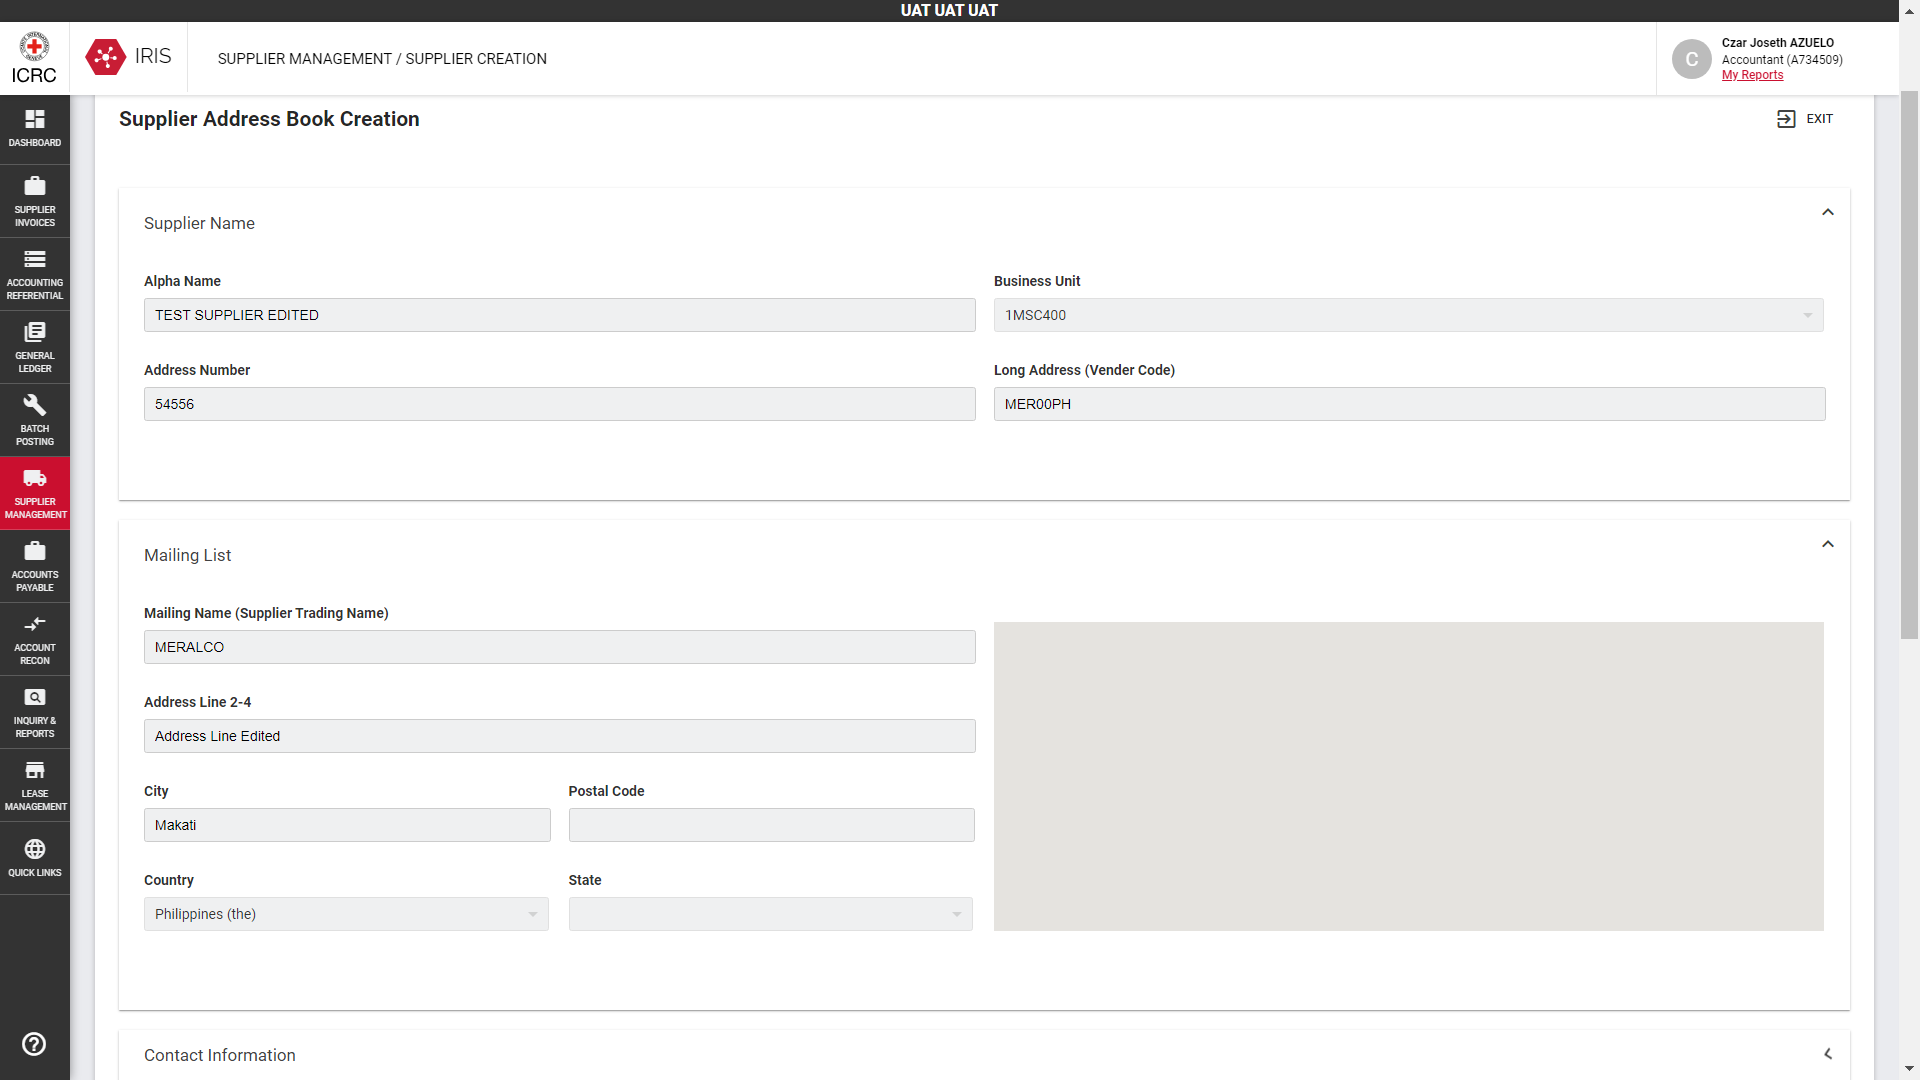 UAT UAT UAT
ICRC
IRIS
SUPPLIER MANAGEMENT / SUPPLIER CREATION
C
Czar Joseth AZUELO
Accountant (A734509)
My Reports
DASHBOARD
SUPPLIER
INVOICES
ACCOUNTING
REFERENTIAL
GENERAL
LEDGER
BATCH
POSTING
SUPPLIER
MANAGEMENT
ACCOUNTS
PAYABLE
ACCOUNT
RECON
INQUIRY &
REPORTS
LEASE
MANAGEMENT
QUICK LINKS
Supplier Address Book Creation
EXIT
Supplier Name
Alpha Name
TEST SUPPLIER EDITED
Business Unit
1MSC400
Address Number
54556
Long Address (Vender Code)
MER00PH
Mailing List
Mailing Name (Supplier Trading Name)
MERALCO
Address Line 2-4
Address Line Edited
City
Makati
Postal Code
Country
Philippines (the)
State
Contact Information